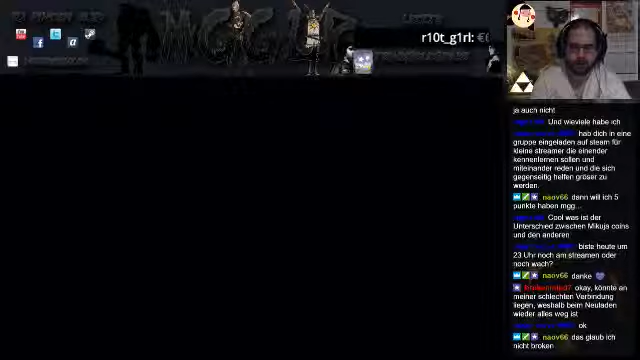 r10t_g1rl: €6
ja auch nicht
Und wieviele habe ich
hab dich in eine
gruppe eingeladen auf steam für
kleine streamer die einender
kennenlernen sollen und
miteinander reden und die sich
gegenseitig helfen gröser zu
werden.
naov66 dann will ich 5
punkte haben mgg...
Cool was ist der
Unterschied zwischen Mikuja coins
und den anderen
biste heute um
23 Uhr noch am streamen oder
noch wach?
naov66 danke
okay, könnte an
meiner schlechten Verbindung
liegen, weshalb beim Neuladen
wieder alles weg ist
ok
naov66 das glaub ich
nicht broken